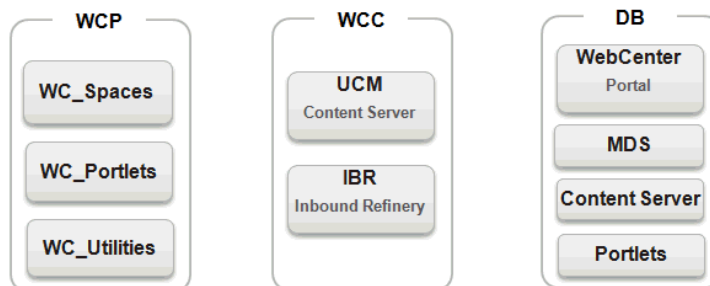 WCP
WC_Spaces
WC_Portlets
WC_Utilities
WCC
UCM
Content Server
IBR
Inbound Refinery
DB
WebCenter
Portal
MDS
Content Server
Portlets